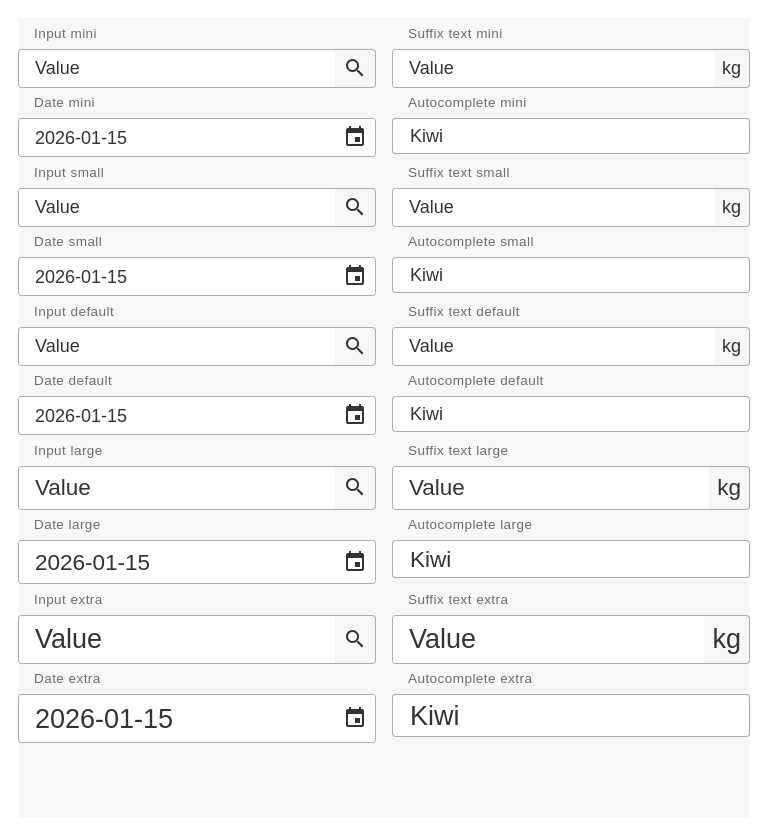 Input mini
Suffix text mini
Value
Value
kg
Date mini
Autocomplete mini
2026-01-15
Kiwi
Input small
Suffix text small
Value
Value
kg
Date small
Autocomplete small
2026-01-15
Kiwi
Input default
Suffix text default
Value
Value
kg
Date default
Autocomplete default
2026-01-15
Kiwi
Input large
Suffix text large
Value
Value
kg
Date large
Autocomplete large
2026-01-15
Kiwi
Input extra
Suffix text extra
Value
Value
kg
Date extra
Autocomplete extra
2026-01-15
Kiwi